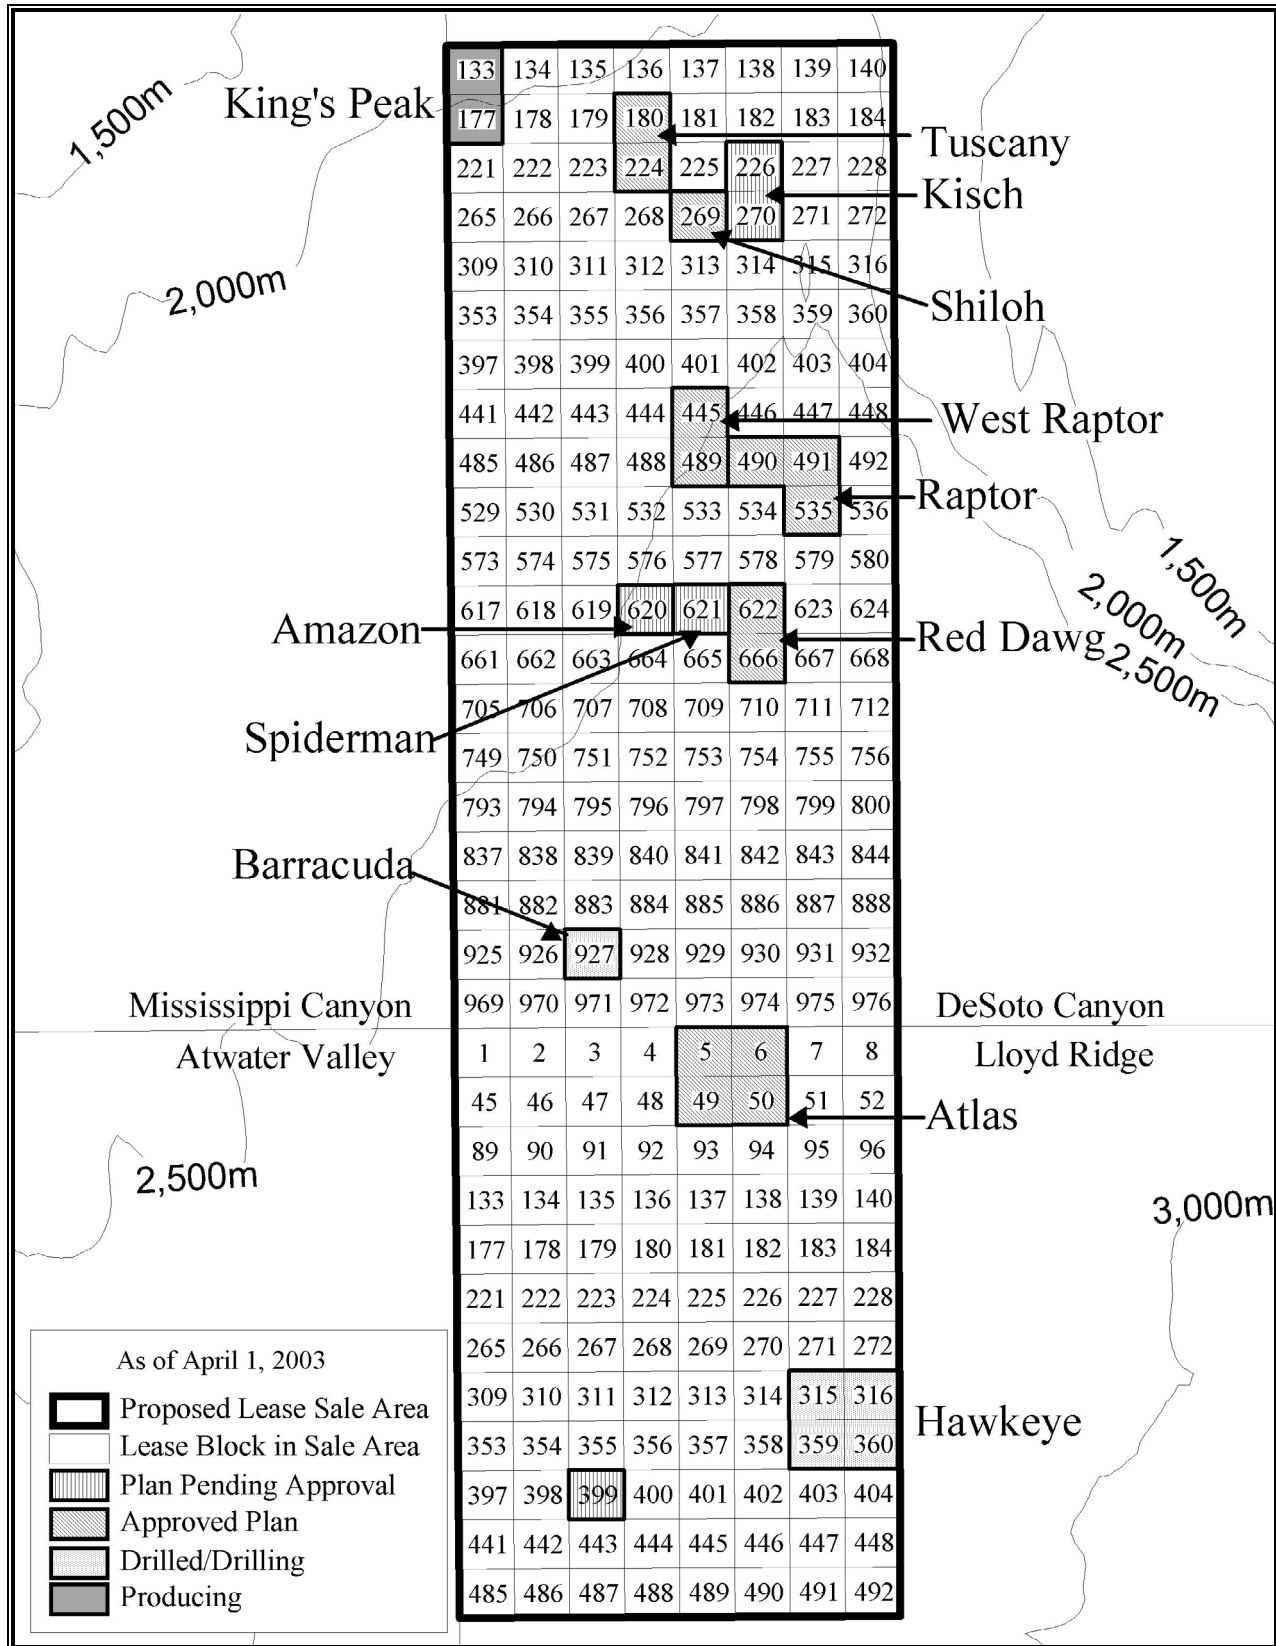 133 134 135 136 137 138 139 140
King's Peak
1,500m
177 178 179 180 181 182 183 184
Tuscany
221 222 223 224 225 226 227 228
Kisch
265 266 267 268 269 270 271 272
309 310 311 312 313 314 315 316
2,000m
Shiloh
353 354 355 356 357 358 359 360
397 398 399 400 401 402 403 404
441 442 443 444 445 446 447 448
West Raptor
485 486 487 488 489 490 491 492
Raptor
529 530 531 532 533 534 535 536
573 574 575 576 577 578 579 580
1,500m
2,000m
2,500m
617 618 619 620 621 622 623 624
Amazon
Red Dawg
661 662 663 664 665 666 667 668
705 706 707 708 709 710 711 712
Spiderman
749 750 751 752 753 754 755 756
793 794 795 796 797 798 799 800
837 838 839 840 841 842 843 844
Barracuda
881 882 883 884 885 886 887 888
925 926 927 928 929 930 931 932
Mississippi Canyon
969 970 971 972 973 974 975 976
DeSoto Canyon
Atwater Valley
1 2 3 4 5 6 7 8
Lloyd Ridge
45 46 47 48 49 50 51 52
Atlas
89 90 91 92 93 94 95 96
2,500m
133 134 135 136 137 138 139 140
3,000m
177 178 179 180 181 182 183 184
221 222 223 224 225 226 227 228
265 266 267 268 269 270 271 272
309 310 311 312 313 314 315 316
Hawkeye
353 354 355 356 357 358 359 360
397 398 399 400 401 402 403 404
441 442 443 444 445 446 447 448
485 486 487 488 489 490 491 492
As of April 1, 2003
Proposed Lease Sale Area
Lease Block in Sale Area
Plan Pending Approval
Approved Plan
Drilled/Drilling
Producing